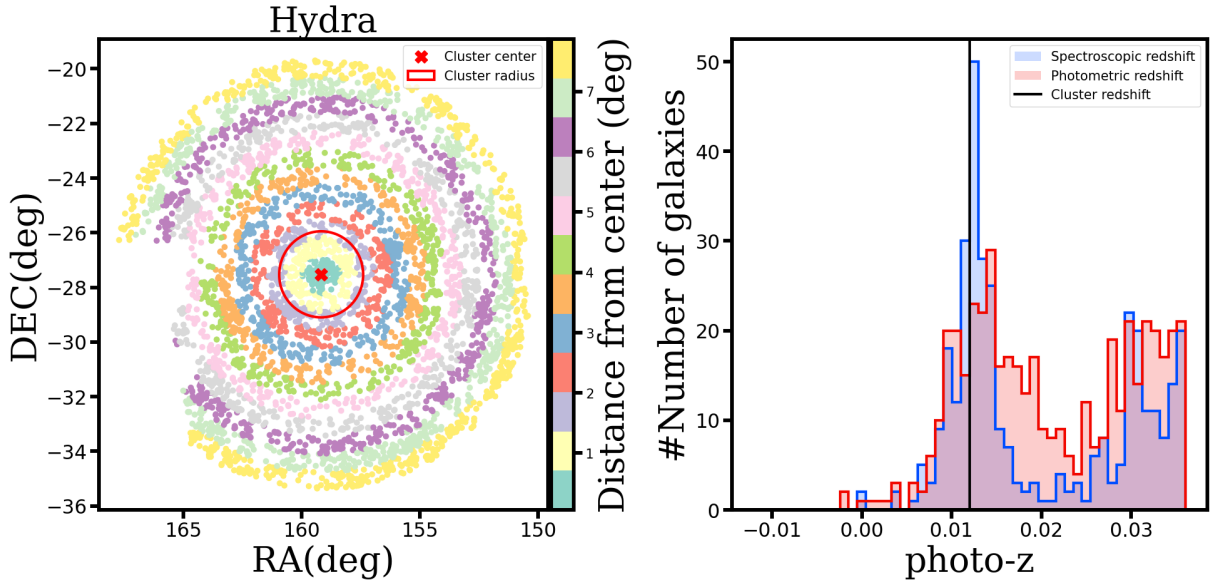 Hydra
Cluster center
Cluster radius
−20
−22
−24
−26
−28
−30
−32
−34
−36
DEC(deg)
165
160
155
150
RA(deg)
7
6
5
4
3
2
1
Distance from center (deg)
Spectroscopic redshift
Photometric redshift
Cluster redshift
50
40
30
20
10
0
#Number of galaxies
−0.01
0.00
0.01
0.02
0.03
photo-z